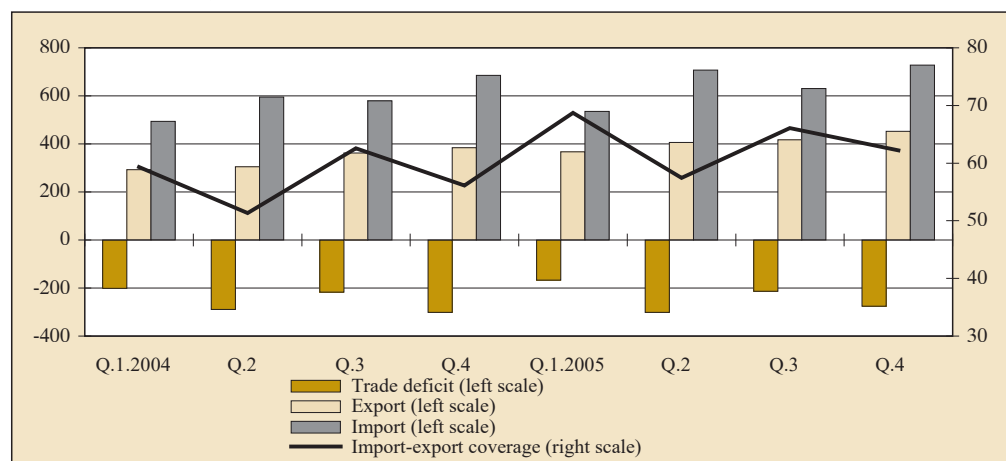 800
600
400
200
0
-200
-400
80
70
60
50
40
30
Q.1.2004 Q.2 Q.3 Q.4 Q.1.2005 Q.2 Q.3 Q.4
Trade deficit (left scale)
Export (left scale)
Import (left scale)
Import-export coverage (right scale)